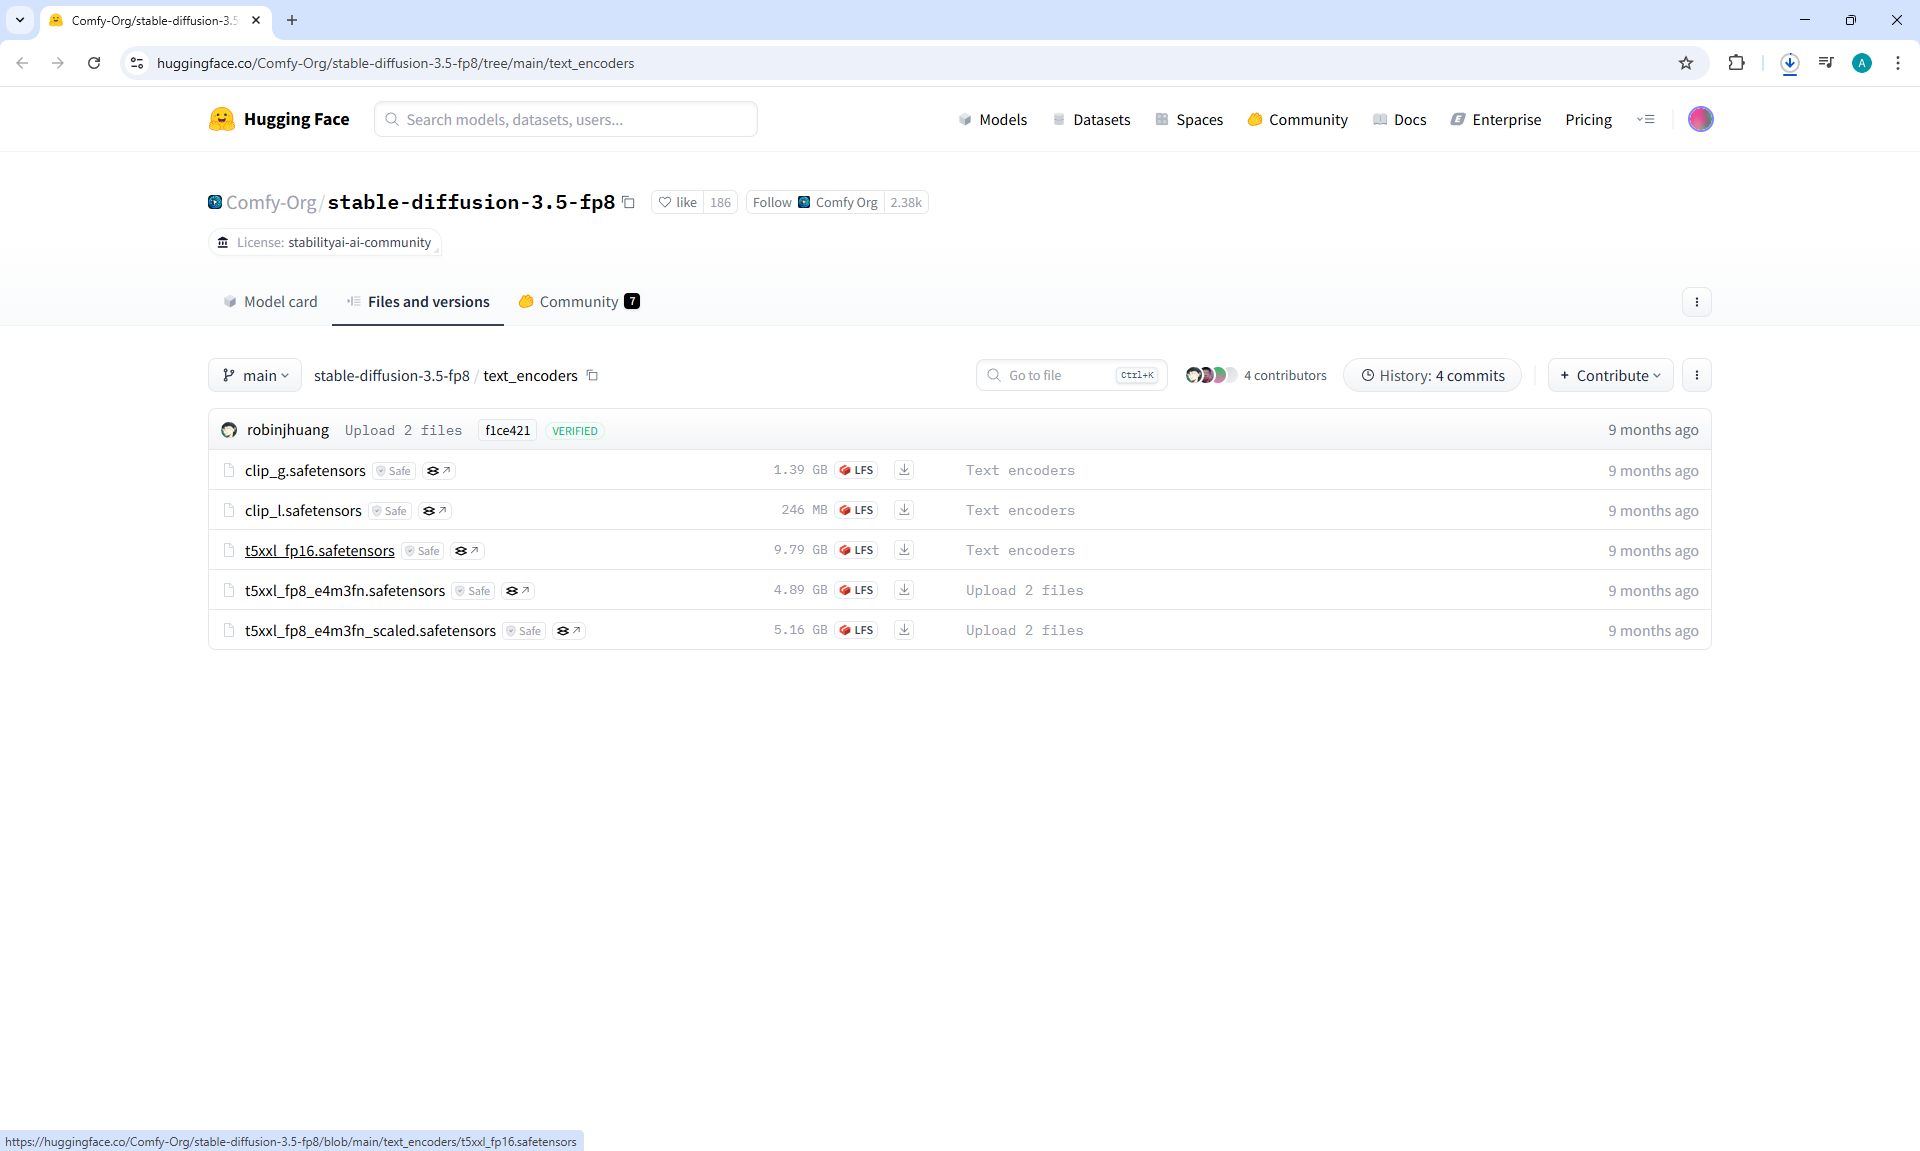 Comfy-Org/stable-diffusion-3.5
huggingface.co/Comfy-Org/stable-diffusion-3.5-fp8/tree/main/text_encoders
A
Hugging Face
Search models, datasets, users...
Models
Datasets
Spaces
Community
Docs
Enterprise
Pricing
Comfy-Org/stable-diffusion-3.5-fp8
like 186
Follow Comfy Org 2.38k
License: stabilityai-ai-community
Model card
Files and versions
Community 7
main
stable-diffusion-3.5-fp8 / text_encoders
Go to file Ctrl+K
4 contributors
History: 4 commits
+ Contribute
robinjhuang Upload 2 files f1ce421 VERIFIED 9 months ago
clip_g.safetensors Safe 1.39 GB LFS Text encoders 9 months ago
clip_l.safetensors Safe 246 MB LFS Text encoders 9 months ago
t5xxl_fp16.safetensors Safe 9.79 GB LFS Text encoders 9 months ago
t5xxl_fp8_e4m3fn.safetensors Safe 4.89 GB LFS Upload 2 files 9 months ago
t5xxl_fp8_e4m3fn_scaled.safetensors Safe 5.16 GB LFS Upload 2 files 9 months ago
https://huggingface.co/Comfy-Org/stable-diffusion-3.5-fp8/blob/main/text_encoders/t5xxl_fp16.safetensors